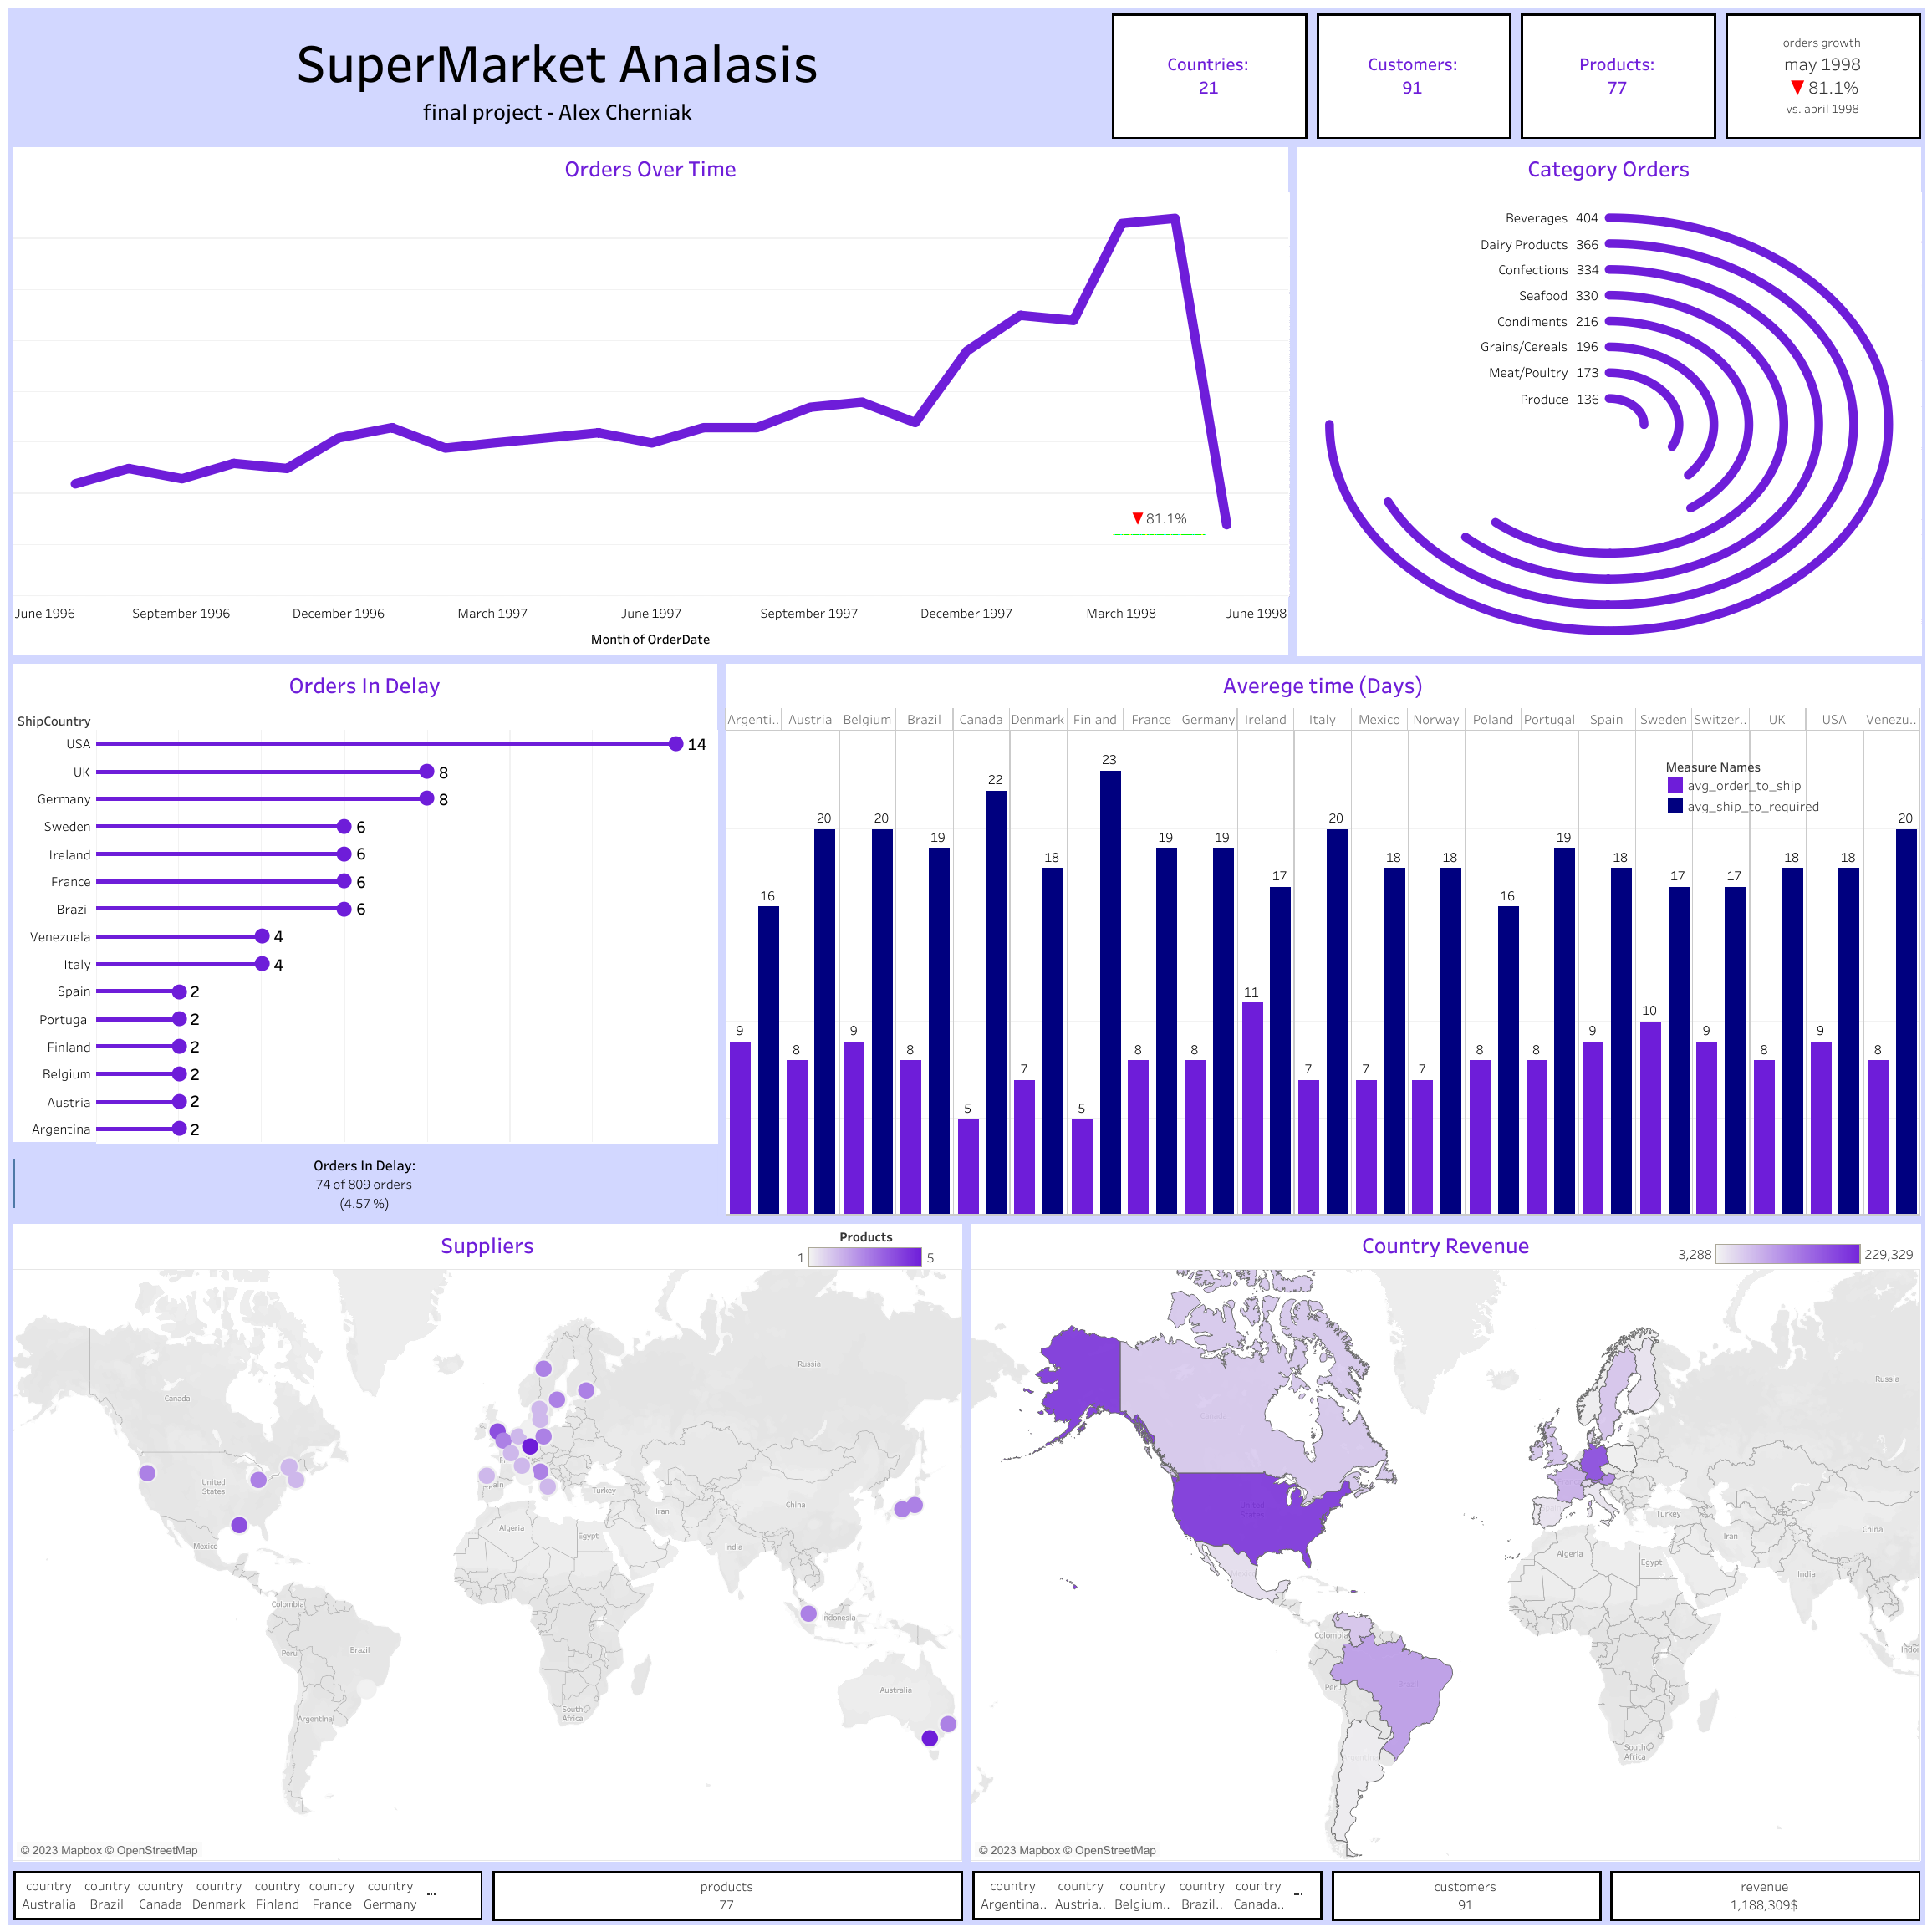 SuperMarket Analasis
final project - Alex Cherniak
Countries:
21
Customers:
91
Products:
77
orders growth
may 1998
▼ 81.1%
vs. april 1998
Orders Over Time
▼ 81.1%
June 1996 September 1996 December 1996 March 1997 June 1997 September 1997 December 1997 March 1998 June 1998
Month of OrderDate
Category Orders
Beverages 404
Dairy Products 366
Confections 334
Seafood 330
Condiments 216
Grains/Cereals 196
Meat/Poultry 173
Produce 136
Orders In Delay
ShipCountry
USA 14
UK 8
Germany 8
Sweden 6
Ireland 6
France 6
Brazil 6
Venezuela 4
Italy 4
Spain 2
Portugal 2
Finland 2
Belgium 2
Austria 2
Argentina 2
Orders In Delay:
74 of 809 orders
(4.57 %)
Averege time (Days)
Argenti.. Austria Belgium Brazil Canada Denmark Finland France Germany Ireland Italy Mexico Norway Poland Portugal Spain Sweden Switzer.. UK USA Venezu..
Measure Names
avg_order_to_ship
avg_ship_to_required
9 16 8 20 9 20 8 19 5 22 7 18 5 23 8 19 8 19 11 17 7 20 7 18 7 18 8 16 8 19 9 18 10 17 9 17 8 18 9 18 8 20
Suppliers
Products
1 5
Russia
Canada
United
States
Spain
Turkey
China
Iran
Algeria
Egypt
India
Mexico
Colombia
Indonesia
Brazil
Peru
Australia
South
Africa
Argentina
© 2023 Mapbox © OpenStreetMap
Country Revenue
3,288 229,329
Russia
Canada
United
States
Turkey
China
Iran
Algeria
Egypt
India
Colombia
Indo
Brazil
Peru
South
Africa
© 2023 Mapbox © OpenStreetMap
country country country country country country country ...
Australia Brazil Canada Denmark Finland France Germany
products
77
country country country country country ...
Argentina.. Austria.. Belgium.. Brazil.. Canada..
customers
91
revenue
1,188,309$